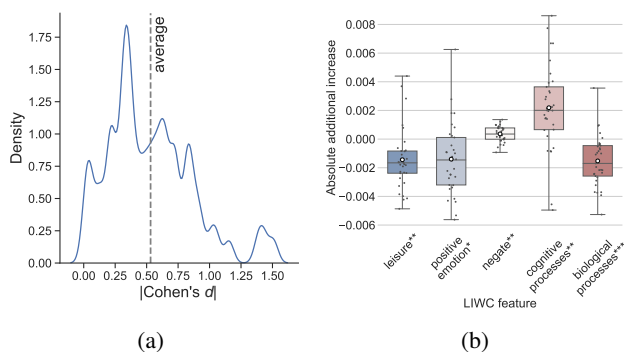 1.75
1.50
1.25
1.00
0.75
0.50
0.25
0.00
Density
average
0.00 0.25 0.50 0.75 1.00 1.25 1.50
|Cohen's d|
(a)
0.008
0.006
0.004
0.002
0.000
−0.002
−0.004
−0.006
Absolute additional increase
leisure**
positive
emotion*
negate**
cognitive
processes**
biological
processes***
LIWC feature
(b)